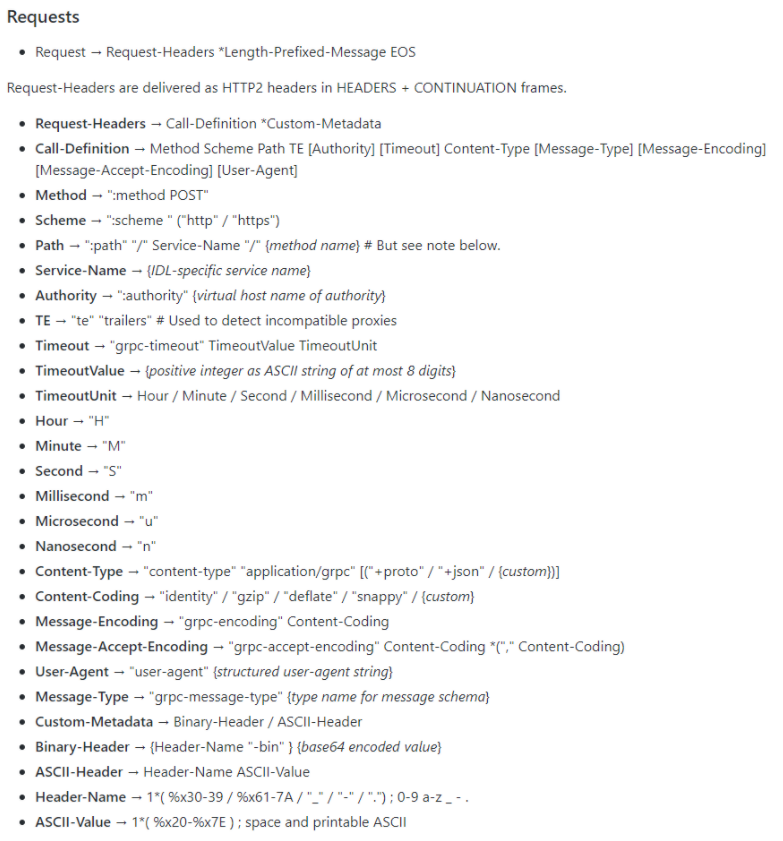 Requests
• Request → Request-Headers *Length-Prefixed-Message EOS
Request-Headers are delivered as HTTP2 headers in HEADERS + CONTINUATION frames.
• Request-Headers → Call-Definition *Custom-Metadata
• Call-Definition → Method Scheme Path TE [Authority] [Timeout] Content-Type [Message-Type] [Message-Encoding]
[Message-Accept-Encoding] [User-Agent]
• Method → ":method POST"
• Scheme → ":scheme " ("http" / "https")
• Path → ":path" "/" Service-Name "/" {method name} # But see note below.
• Service-Name → {IDL-specific service name}
• Authority → ":authority" {virtual host name of authority}
• TE → "te" "trailers" # Used to detect incompatible proxies
• Timeout → "grpc-timeout" TimeoutValue TimeoutUnit
• TimeoutValue → {positive integer as ASCII string of at most 8 digits}
• TimeoutUnit → Hour / Minute / Second / Millisecond / Microsecond / Nanosecond
• Hour → "H"
• Minute → "M"
• Second → "S"
• Millisecond → "m"
• Microsecond → "u"
• Nanosecond → "n"
• Content-Type → "content-type" "application/grpc" [("+proto" / "+json" / {custom})]
• Content-Coding → "identity" / "gzip" / "deflate" / "snappy" / {custom}
• Message-Encoding → "grpc-encoding" Content-Coding
• Message-Accept-Encoding → "grpc-accept-encoding" Content-Coding *("," Content-Coding)
• User-Agent → "user-agent" {structured user-agent string}
• Message-Type → "grpc-message-type" {type name for message schema}
• Custom-Metadata → Binary-Header / ASCII-Header
• Binary-Header → {Header-Name "-bin" } {base64 encoded value}
• ASCII-Header → Header-Name ASCII-Value
• Header-Name → 1*( %x30-39 / %x61-7A / "_" / "-" / ".") ; 0-9 a-z _ - .
• ASCII-Value → 1*( %x20-%x7E ) ; space and printable ASCII